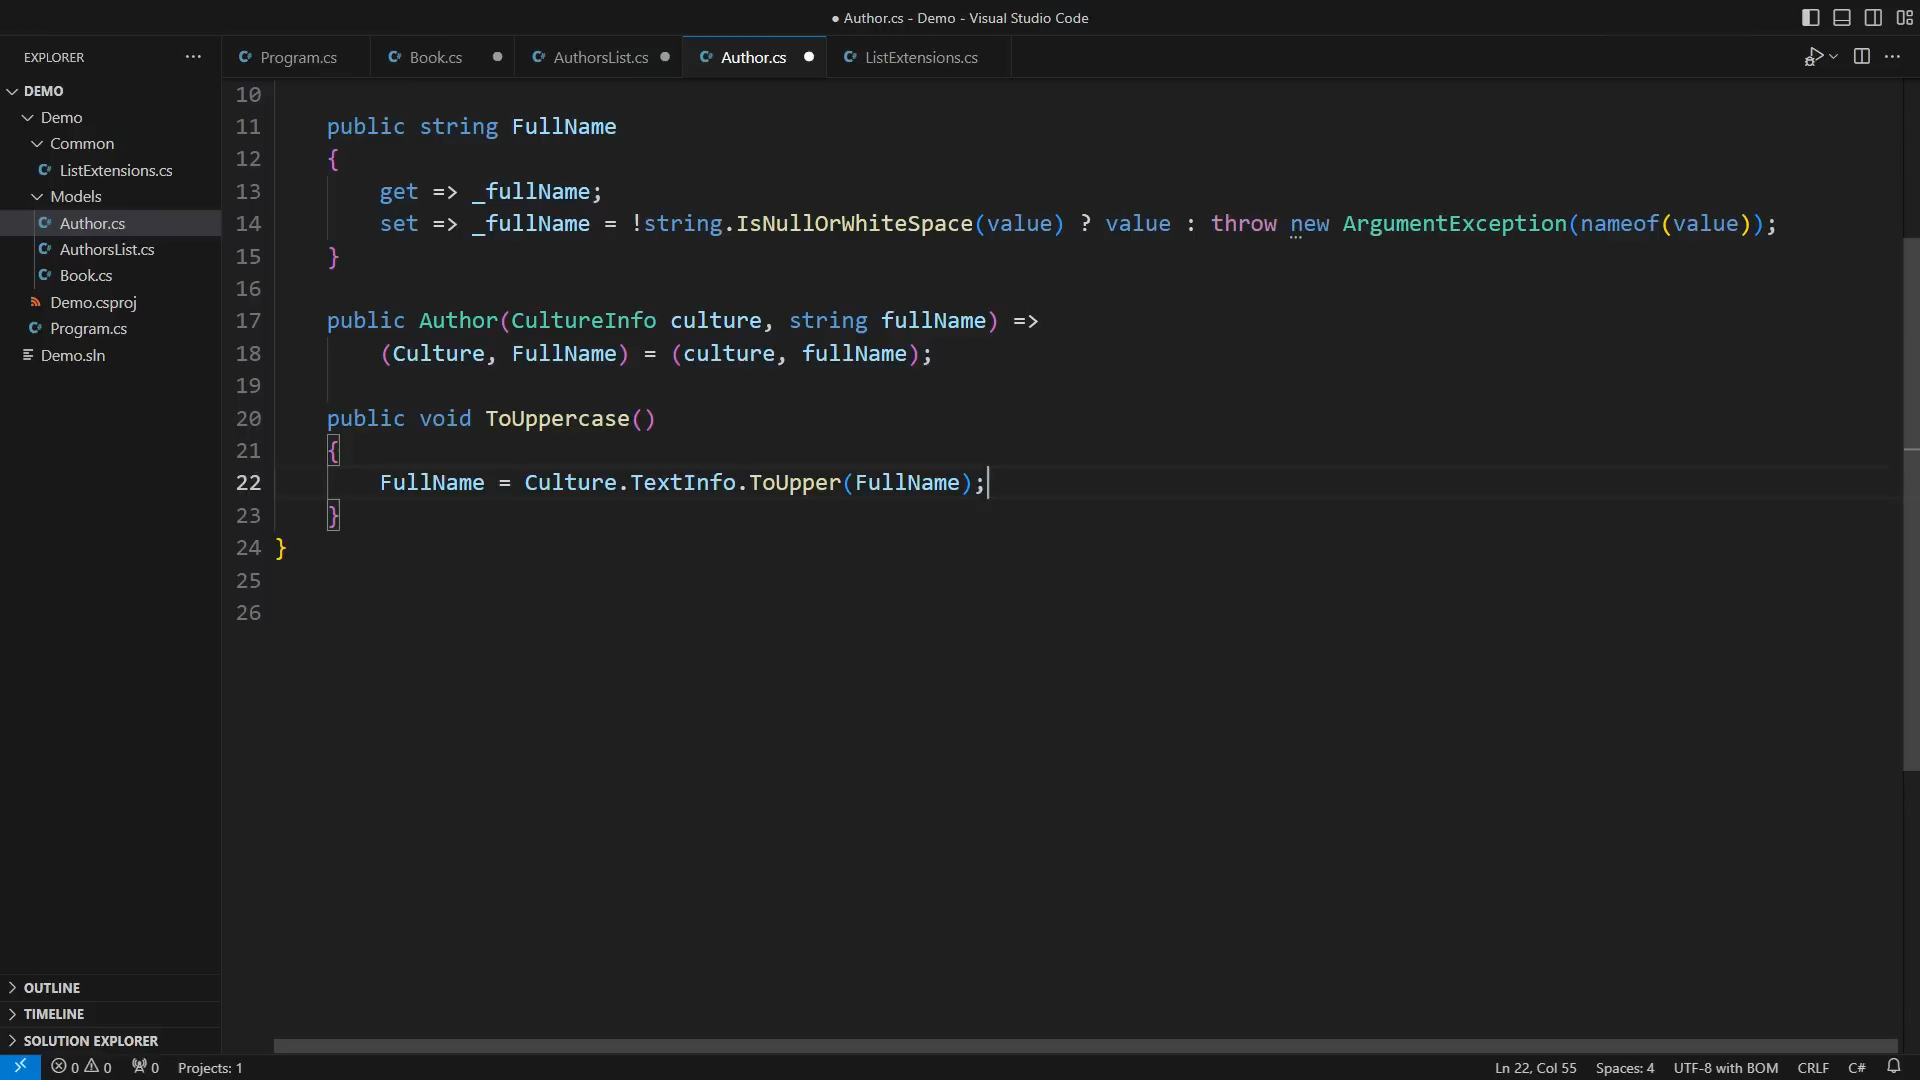 ● Author.cs - Demo - Visual Studio Code
EXPLORER
Program.cs
Book.cs
AuthorsList.cs
Author.cs
ListExtensions.cs
DEMO
Demo
Common
ListExtensions.cs
Models
Author.cs
AuthorsList.cs
Book.cs
Demo.csproj
Program.cs
Demo.sln
10
11 public string FullName
12 {
13 get => _fullName;
14 set => _fullName = !string.IsNullOrWhiteSpace(value) ? value : throw new ArgumentException(nameof(value));
15 }
16
17 public Author(CultureInfo culture, string fullName) =>
18 (Culture, FullName) = (culture, fullName);
19
20 public void ToUppercase()
21 {
22 FullName = Culture.TextInfo.ToUpper(FullName);
23 }
24 }
25
26
OUTLINE
TIMELINE
SOLUTION EXPLORER
0 0 0 Projects: 1
Ln 22, Col 55 Spaces: 4 UTF-8 with BOM CRLF C#